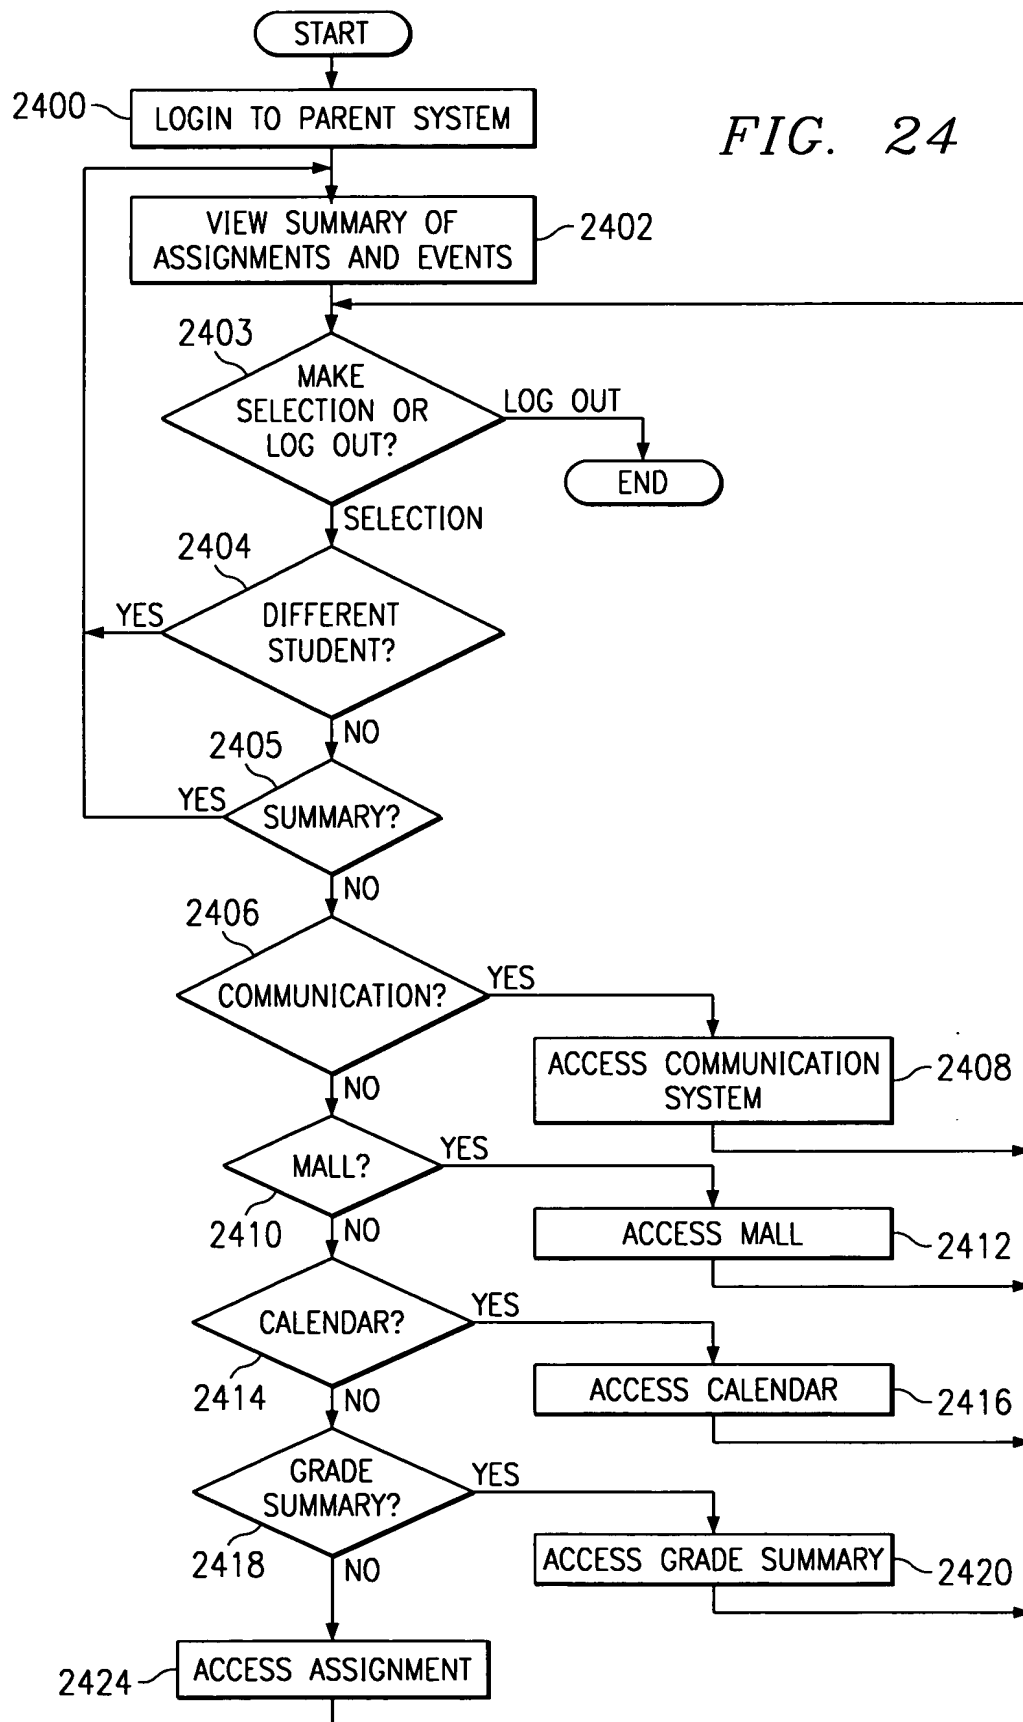 START
2400
LOGIN TO PARENT SYSTEM
FIG. 24
VIEW SUMMARY OF
ASSIGNMENTS AND EVENTS
2402
2403
MAKE
SELECTION OR
LOG OUT?
LOG OUT
END
SELECTION
2404
YES
DIFFERENT
STUDENT?
NO
2405
YES
SUMMARY?
NO
2406
COMMUNICATION?
YES
ACCESS COMMUNICATION
SYSTEM
2408
NO
MALL?
YES
2410
NO
ACCESS MALL
2412
CALENDAR?
YES
2414
NO
ACCESS CALENDAR
2416
GRADE
SUMMARY?
YES
2418
NO
ACCESS GRADE SUMMARY
2420
2424
ACCESS ASSIGNMENT